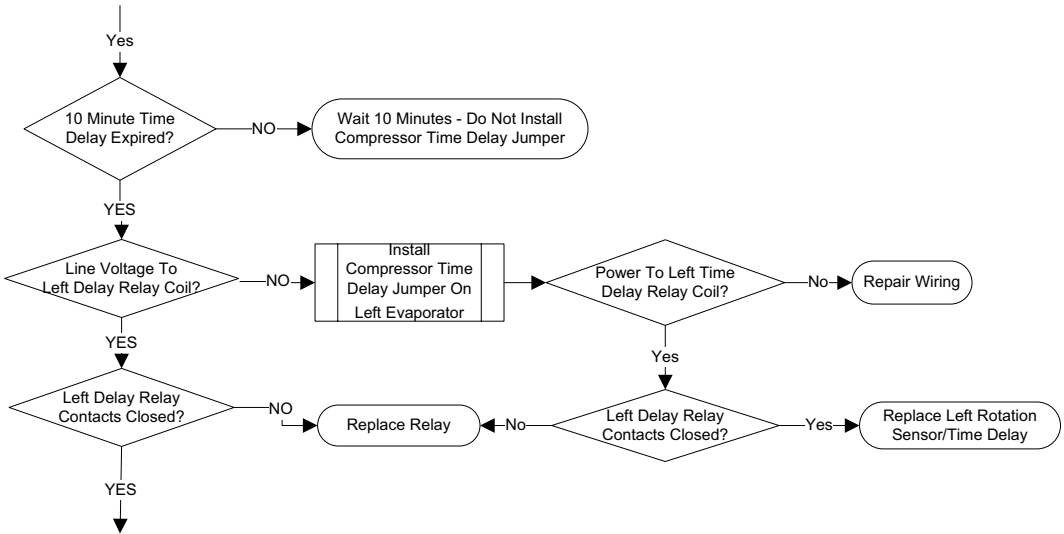 Yes
10 Minute Time
Delay Expired?
NO
Wait 10 Minutes - Do Not Install
Compressor Time Delay Jumper
YES
Line Voltage To
Left Delay Relay Coil?
NO
Install
Compressor Time
Delay Jumper On
Left Evaporator
Power To Left Time
Delay Relay Coil?
No
Repair Wiring
YES
Yes
Left Delay Relay
Contacts Closed?
NO
Replace Relay
No
Left Delay Relay
Contacts Closed?
Yes
Replace Left Rotation
Sensor/Time Delay
YES